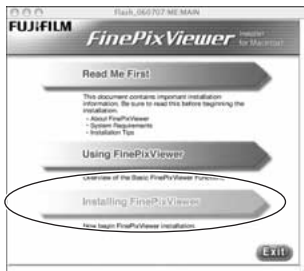 Flash_060707 ME:MAIN
FUJIFILM
FinePixViewer
for Macintosh
Read Me First
This document contains important installation
information. Be sure to read this before beginning the
installation.
- About FinePixViewer
- System Requirements
- Installation Tips
Using FinePixViewer
Overview of the Basic FinePixViewer Functions
Installing FinePixViewer
Now begin FinePixViewer installation.
Exit